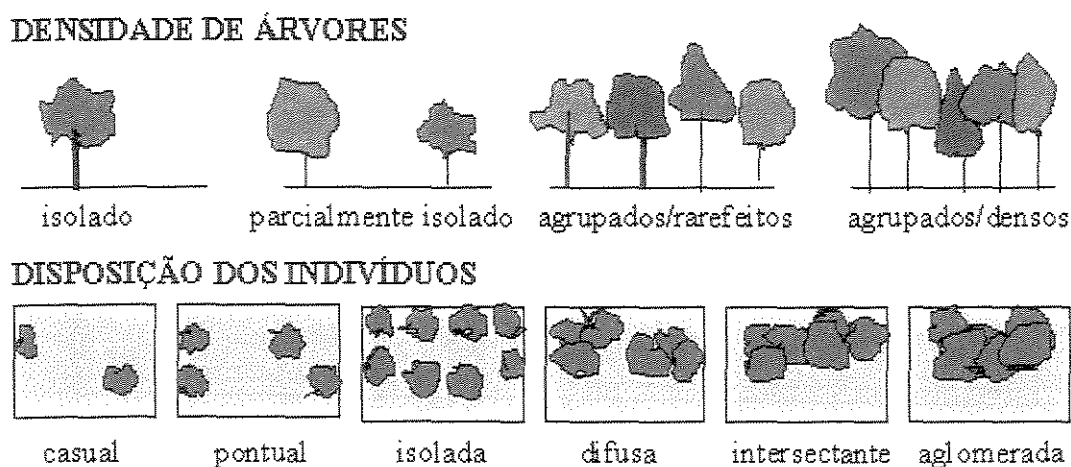 DENSIDADE DE ÁRVORES
isolado parcialmente isolado agrupados/rarefeitos agrupados/densos
DISPOSIÇÃO DOS INDIVÍDUOS
casual pontual isolada difusa intersectante aglomerada